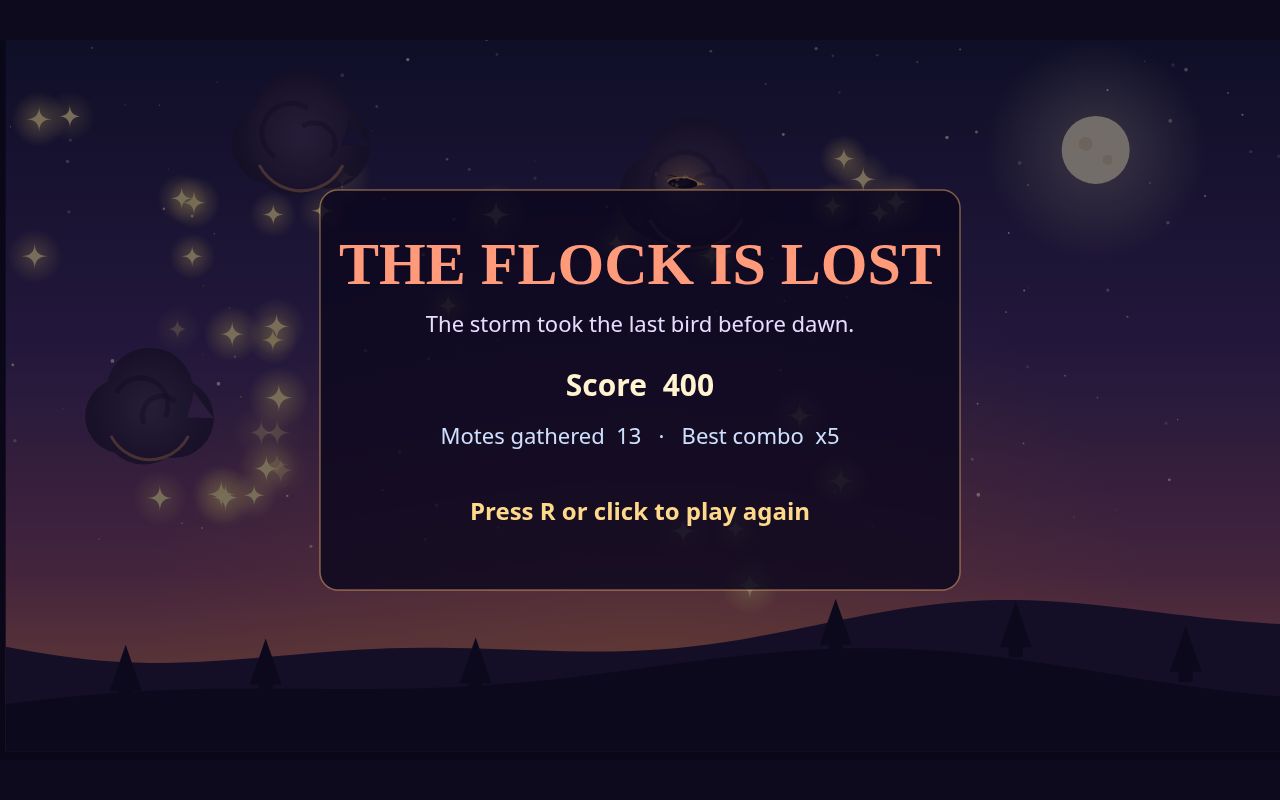 THE FLOCK IS LOST
The storm took the last bird before dawn.
Score 400
Motes gathered 13 · Best combo x5
Press R or click to play again